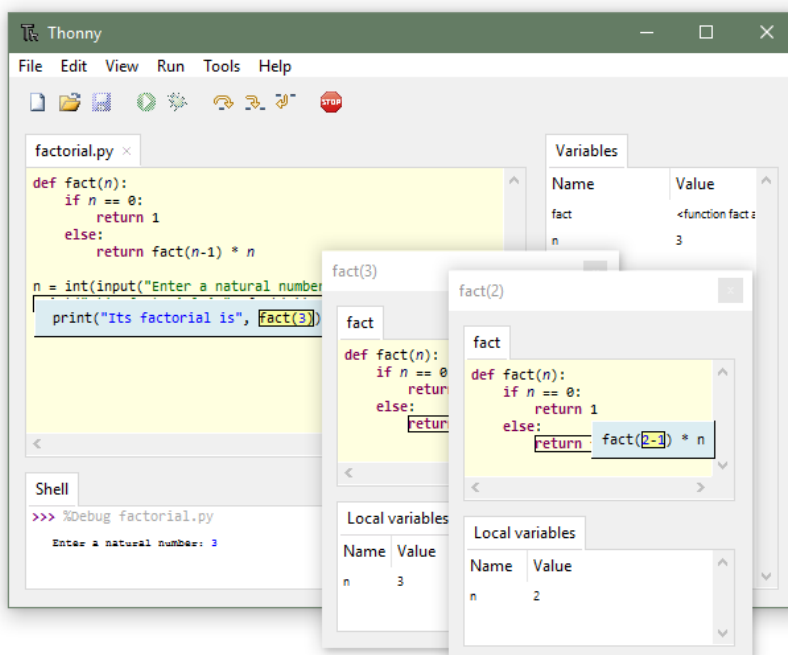 Thonny
File Edit View Run Tools Help
STOP
factorial.py ×
def fact(n):
if n == 0:
return 1
else:
return fact(n-1) * n
n = int(input("Enter a natural number
print("Its factorial is", fact(3))
Variables
Name Value
fact <function fact a
n 3
Shell
>>> %Debug factorial.py
Enter a natural number: 3
fact(3)
fact
def fact(n):
if n == 0
retur
else:
retur
Local variables
Name Value
n 3
fact(2)
fact
def fact(n):
if n == 0:
return 1
else:
return fact(2-1) * n
Local variables
Name Value
n 2